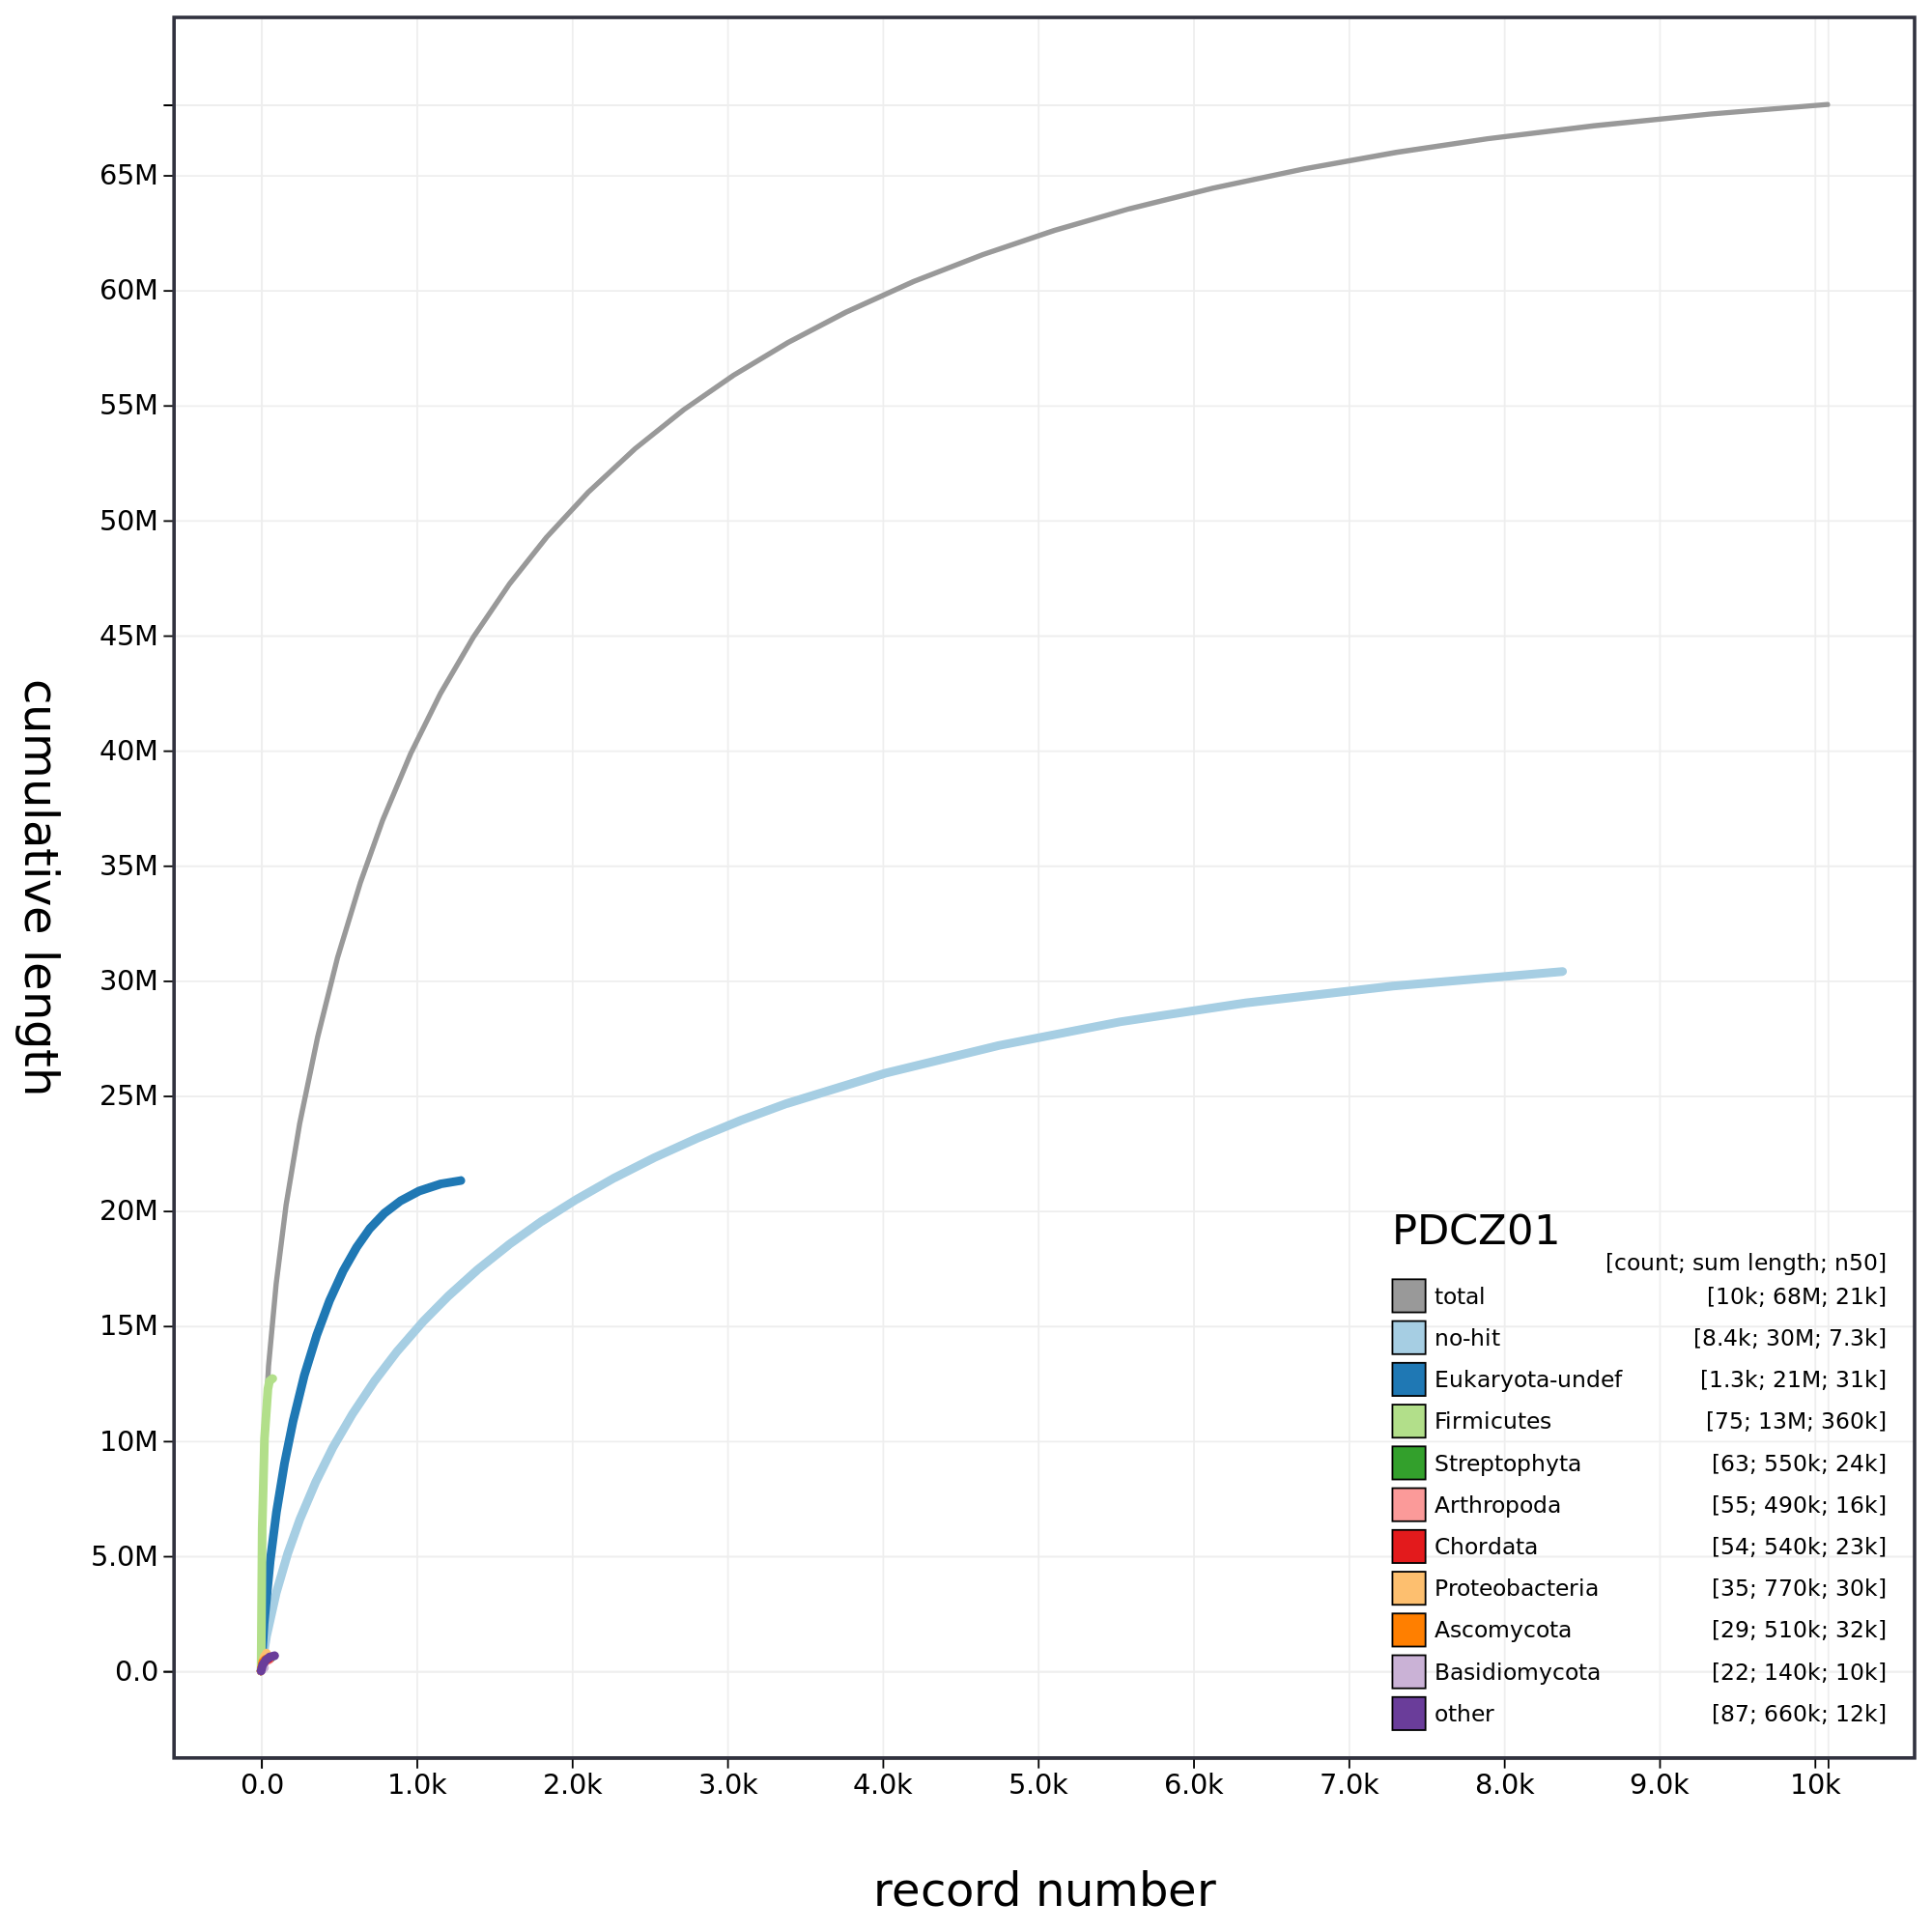 65M
60M
55M
50M
45M
40M
35M
30M
25M
20M
15M
10M
5.0M
0.0
cumulative length
PDCZ01
[count; sum length; n50]
total [10k; 68M; 21k]
no-hit [8.4k; 30M; 7.3k]
Eukaryota-undef [1.3k; 21M; 31k]
Firmicutes [75; 13M; 360k]
Streptophyta [63; 550k; 24k]
Arthropoda [55; 490k; 16k]
Chordata [54; 540k; 23k]
Proteobacteria [35; 770k; 30k]
Ascomycota [29; 510k; 32k]
Basidiomycota [22; 140k; 10k]
other [87; 660k; 12k]
0.0 1.0k 2.0k 3.0k 4.0k 5.0k 6.0k 7.0k 8.0k 9.0k 10k
record number